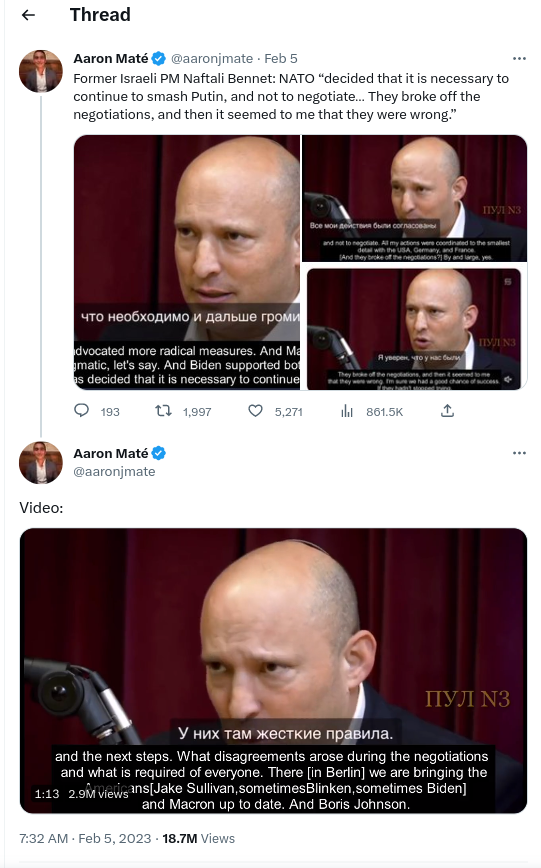 Thread
Aaron Maté @aaronjmate · Feb 5
Former Israeli PM Naftali Bennet: NATO “decided that it is necessary to
continue to smash Putin, and not to negotiate... They broke off the
negotiations, and then it seemed to me that they were wrong.”
что необходимо и дальше громи
advocated more radical measures. And Ma
gmatic, let's say. And Biden supported bot
as decided that it is necessary to continue
ПУЛ N3
Все мои действия были согласованы
and not to negotiate. All my actions were coordinated to the smallest
detail with the USA, Germany, and France.
[And they broke off the negotiations?] By and large, yes.
ПУЛ N3
Я уверен, что у нас были
They broke off the negotiations, and then it seemed to me
that they were wrong. I'm sure we had a good chance of success
if they hadn't stopped trying.
193 1,997 5,271 861.5K
Aaron Maté
@aaronjmate
Video:
ПУЛ N3
У них там жесткие правила.
and the next steps. What disagreements arose during the negotiations
and what is required of everyone. There [in Berlin] we are bringing the
Americans[Jake Sullivan,sometimesBlinken,sometimes Biden]
and Macron up to date. And Boris Johnson.
1:13 2.9M views
7:32 AM · Feb 5, 2023 · 18.7M Views